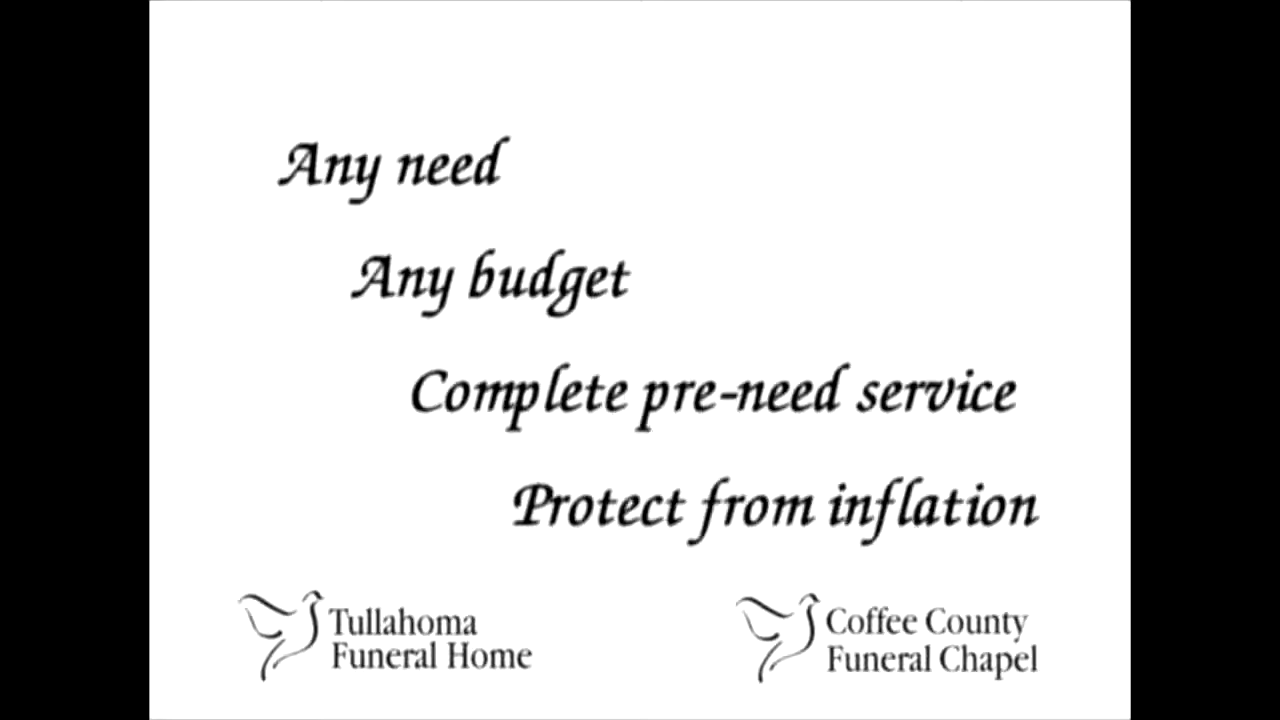 Any need
Any budget
Complete pre-need service
Protect from inflation
Tullahoma
Funeral Home
Coffee County
Funeral Chapel